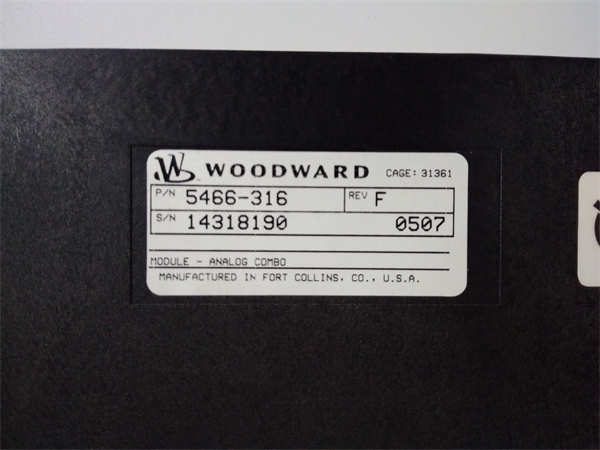 W WOODWARD CAGE: 31361
P/N 5466-316 REV F
S/N 14318190 0507
MODULE - ANALOG COMBO
MANUFACTURED IN FORT COLLINS, CO., U.S.A.